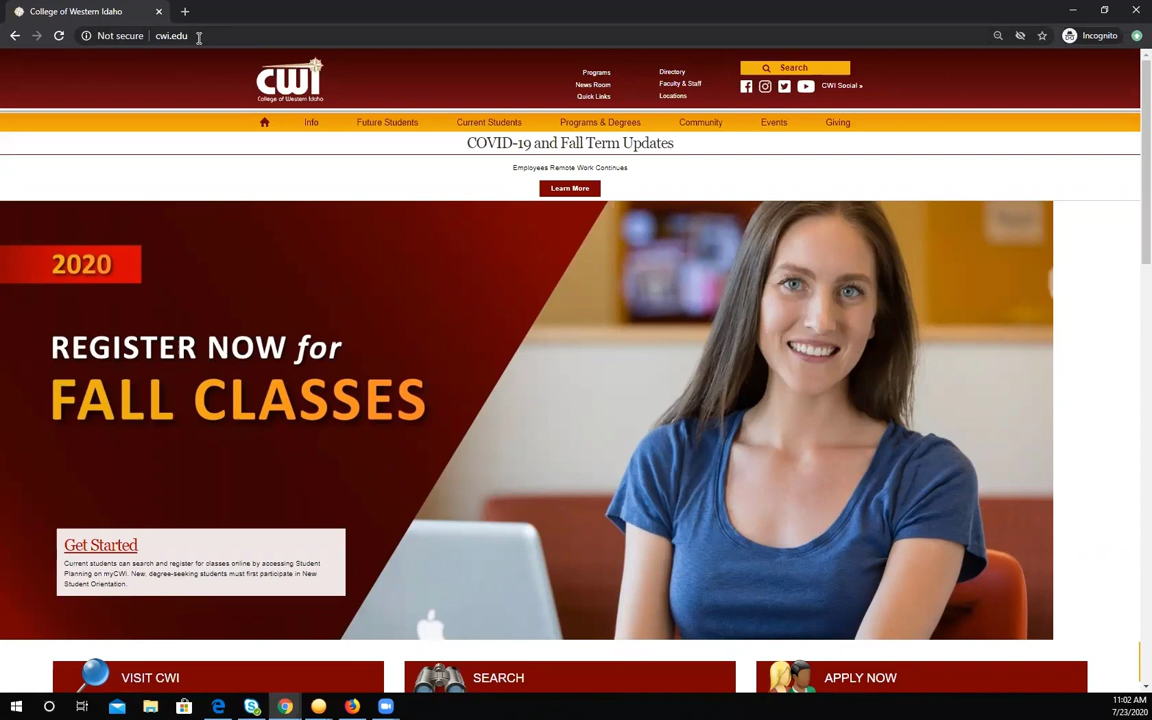 College of Western Idaho
Not secure
cwi.edu
Incognito
CWI
College of Western Idaho
Programs
News Room
Quick Links
Directory
Faculty & Staff
Locations
Search
CWI Social »
Info
Future Students
Current Students
Programs & Degrees
Community
Events
Giving
COVID-19 and Fall Term Updates
Employees Remote Work Continues
Learn More
2020
REGISTER NOW for
FALL CLASSES
Get Started
Current students can search and register for classes online by accessing Student
Planning on myCWI. New, degree-seeking students must first participate in New
Student Orientation.
VISIT CWI
SEARCH
APPLY NOW
11:02 AM
7/23/2020